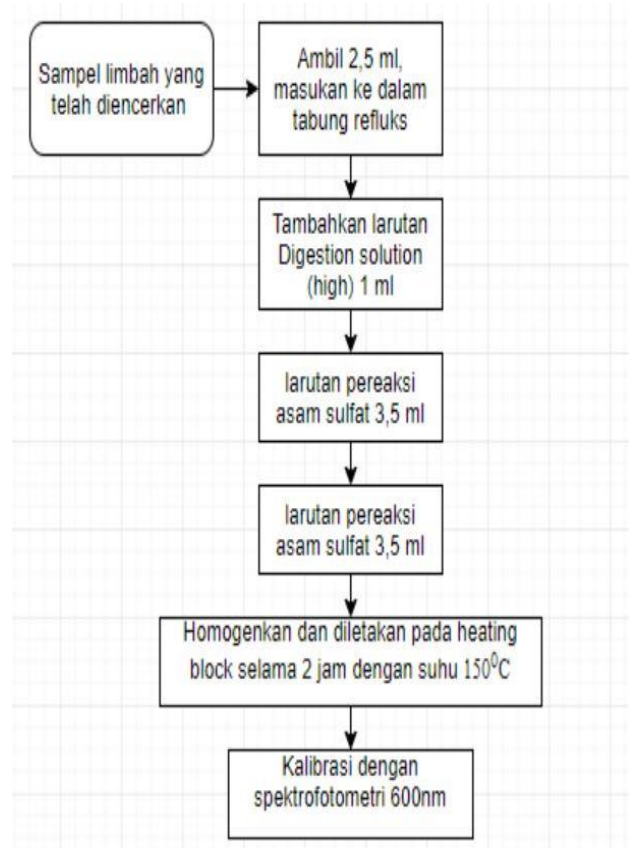 Sampel limbah yang
telah diencerkan
Ambil 2,5 ml,
masukan ke dalam
tabung refluks
Tambahkan larutan
Digestion solution
(high) 1 ml
larutan pereaksi
asam sulfat 3,5 ml
larutan pereaksi
asam sulfat 3,5 ml
Homogenkan dan diletakan pada heating
block selama 2 jam dengan suhu 150⁰C
Kalibrasi dengan
spektrofotometri 600nm